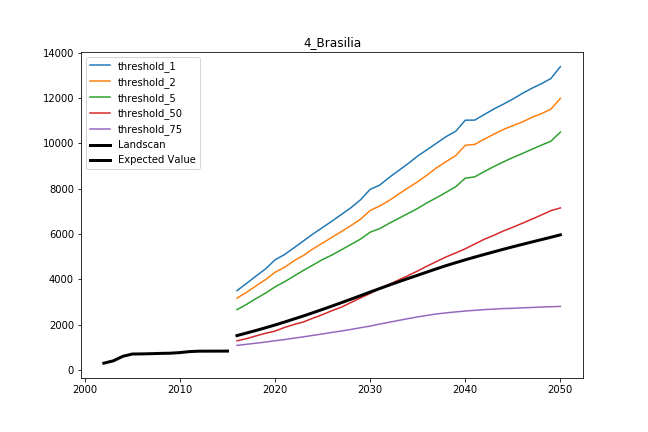 4_Brasilia
14000
12000
10000
8000
6000
4000
2000
0
threshold_1
threshold_2
threshold_5
threshold_50
threshold_75
Landscan
Expected Value
2000 2010 2020 2030 2040 2050